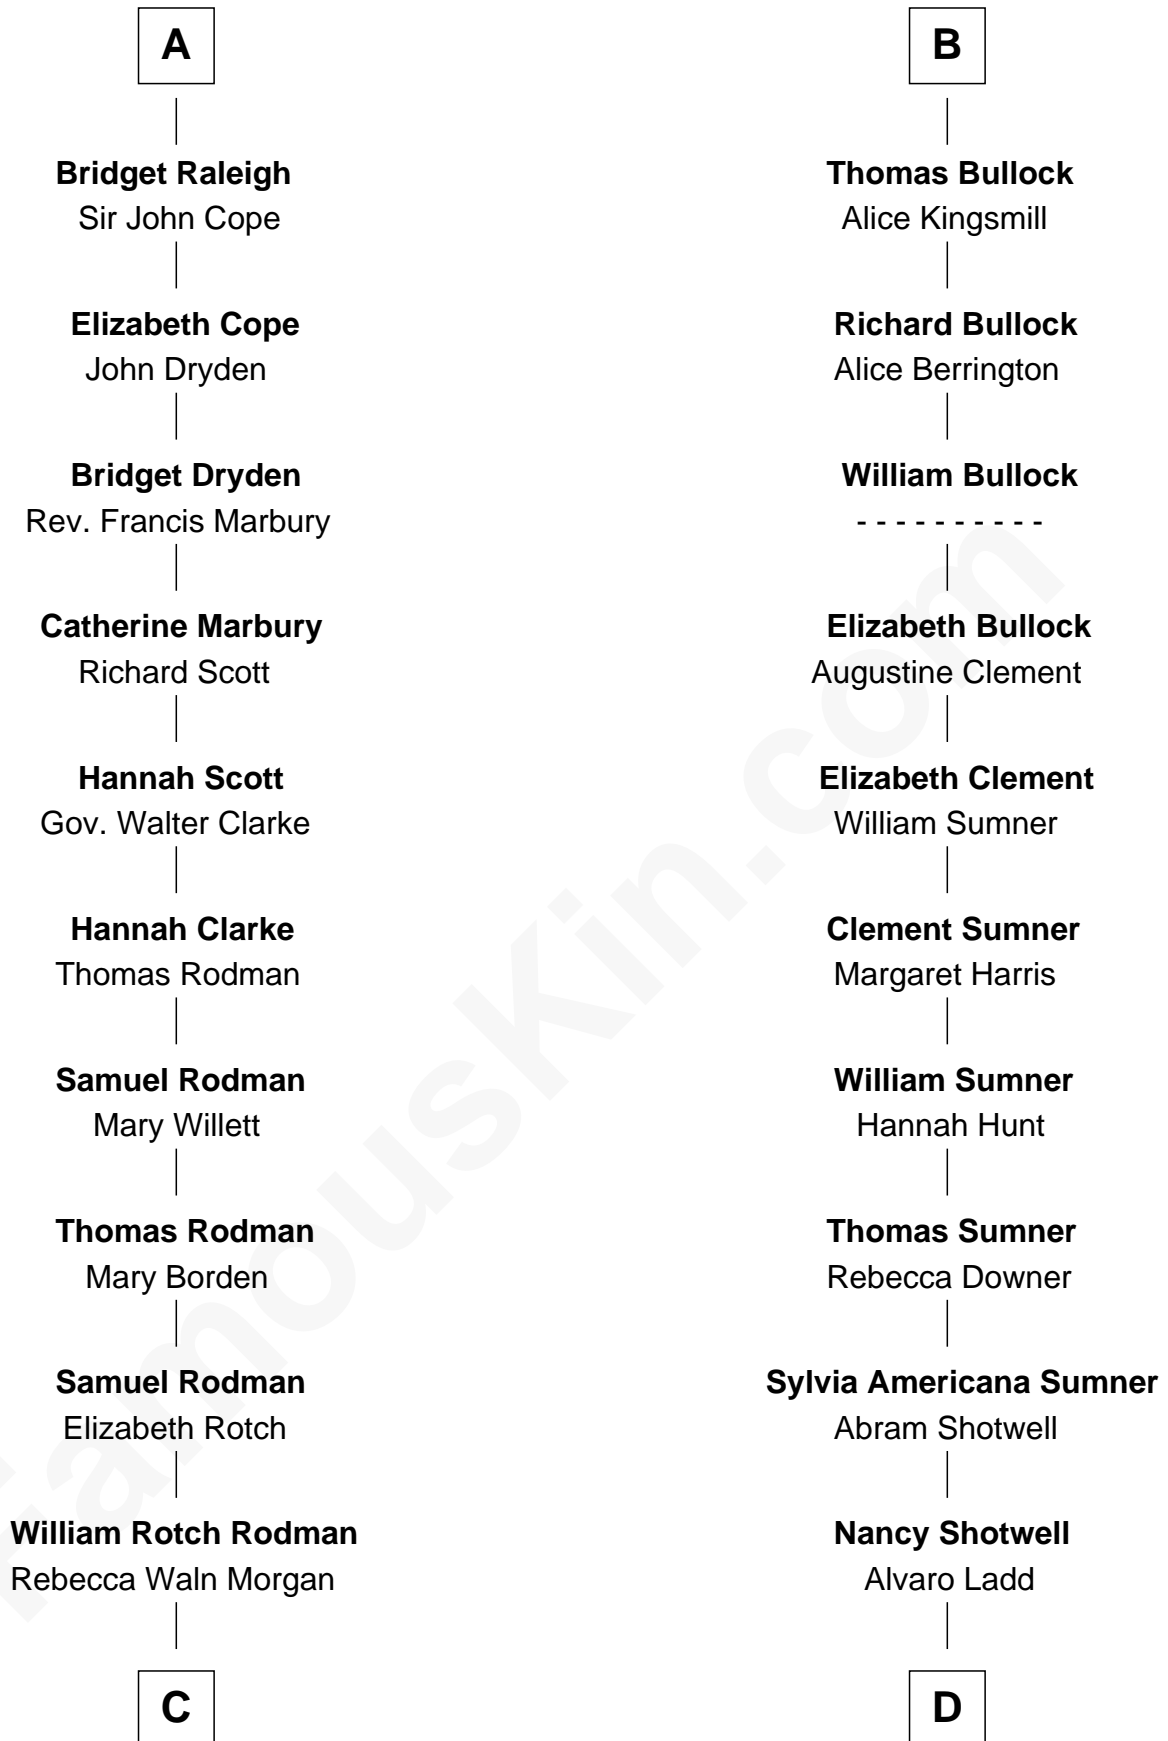 A
Bridget Raleigh
Sir John Cope
Elizabeth Cope
John Dryden
Bridget Dryden
Rev. Francis Marbury
Catherine Marbury
Richard Scott
Hannah Scott
Gov. Walter Clarke
Hannah Clarke
Thomas Rodman
Samuel Rodman
Mary Willett
Thomas Rodman
Mary Borden
Samuel Rodman
Elizabeth Rotch
William Rotch Rodman
Rebecca Waln Morgan
C
B
Thomas Bullock
Alice Kingsmill
Richard Bullock
Alice Berrington
William Bullock
- - - - - - - - - -
Elizabeth Bullock
Augustine Clement
Elizabeth Clement
William Sumner
Clement Sumner
Margaret Harris
William Sumner
Hannah Hunt
Thomas Sumner
Rebecca Downer
Sylvia Americana Sumner
Abram Shotwell
Nancy Shotwell
Alvaro Ladd
D
FamousKin.com